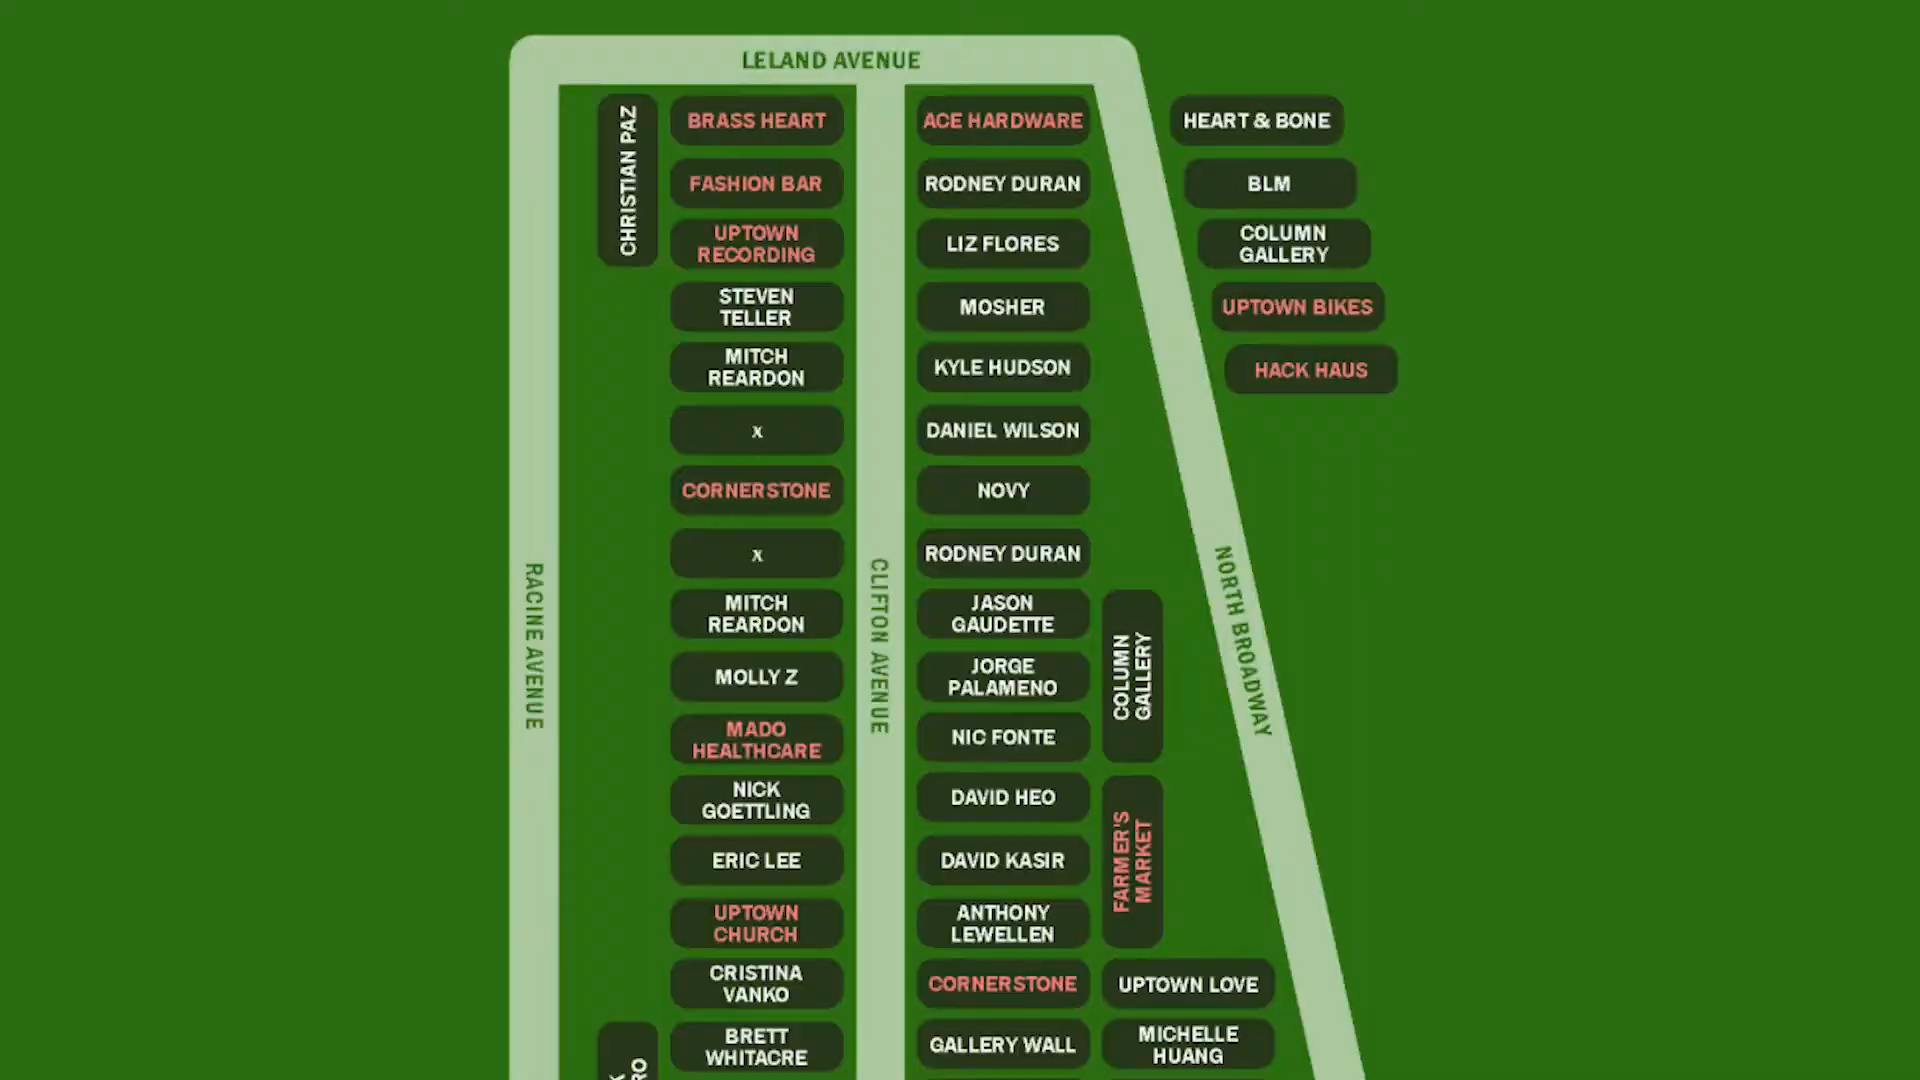 LELAND AVENUE
CHRISTIAN PAZ
BRASS HEART
ACE HARDWARE
HEART & BONE
FASHION BAR
RODNEY DURAN
BLM
UPTOWN
RECORDING
LIZ FLORES
COLUMN
GALLERY
STEVEN
TELLER
MOSHER
UPTOWN BIKES
MITCH
REARDON
KYLE HUDSON
HACK HAUS
X
DANIEL WILSON
CORNERSTONE
NOVY
X
RODNEY DURAN
RACINE AVENUE
CLIFTON AVENUE
NORTH BROADWAY
MITCH
REARDON
JASON
GAUDETTE
COLUMN
GALLERY
MOLLY Z
JORGE
PALAMENO
MADO
HEALTHCARE
NIC FONTE
NICK
GOETTLING
DAVID HEO
FARMER'S
MARKET
ERIC LEE
DAVID KASIR
UPTOWN
CHURCH
ANTHONY
LEWELLEN
CRISTINA
VANKO
CORNERSTONE
UPTOWN LOVE
BRETT
WHITACRE
GALLERY WALL
MICHELLE
HUANG